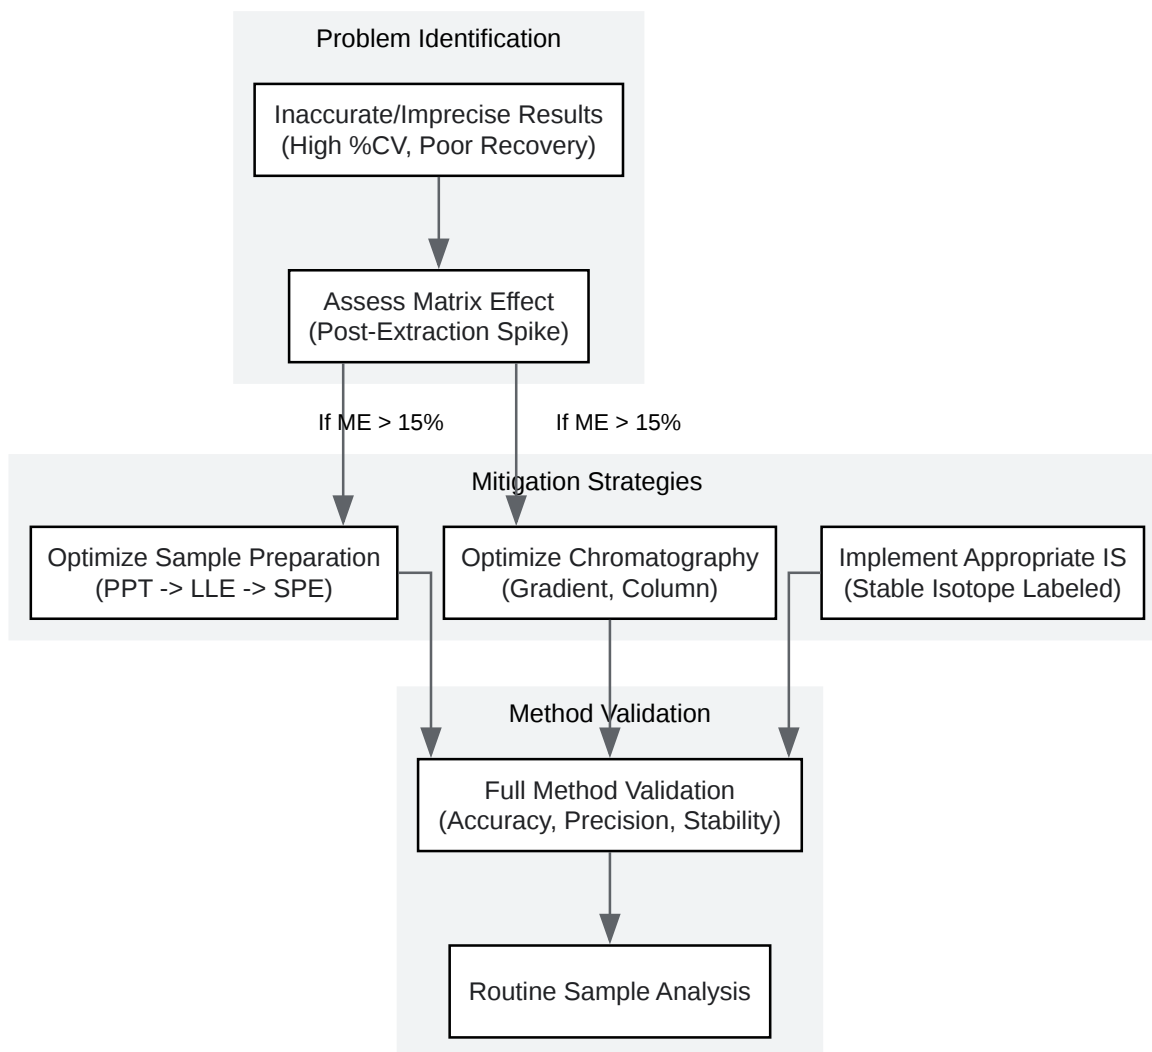 Problem Identification
Inaccurate/Imprecise Results
(High %CV, Poor Recovery)
Assess Matrix Effect
(Post-Extraction Spike)
If ME > 15%
If ME > 15%
Mitigation Strategies
Optimize Sample Preparation
(PPT -> LLE -> SPE)
Optimize Chromatography
(Gradient, Column)
Implement Appropriate IS
(Stable Isotope Labeled)
Method Validation
Full Method Validation
(Accuracy, Precision, Stability)
Routine Sample Analysis